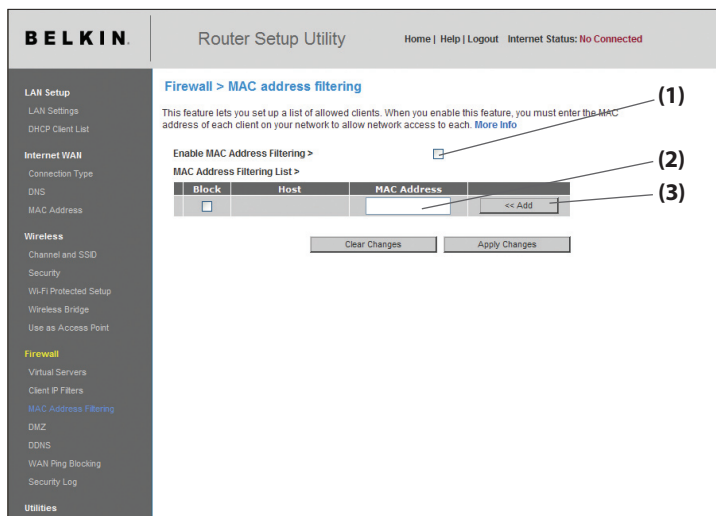 BELKIN.
Router Setup Utility
Home | Help | Logout Internet Status: No Connected
LAN Setup
LAN Settings
DHCP Client List
Internet WAN
Connection Type
DNS
MAC Address
Wireless
Channel and SSID
Security
Wi-Fi Protected Setup
Wireless Bridge
Use as Access Point
Firewall
Virtual Servers
Client IP Filters
MAC Address Filtering
DMZ
DDNS
WAN Ping Blocking
Security Log
Utilities
Firewall > MAC address filtering
This feature lets you set up a list of allowed clients. When you enable this feature, you must enter the MAC
address of each client on your network to allow network access to each. More Info
Enable MAC Address Filtering >
MAC Address Filtering List >
Block Host MAC Address
<< Add
Clear Changes Apply Changes
(1)
(2)
(3)